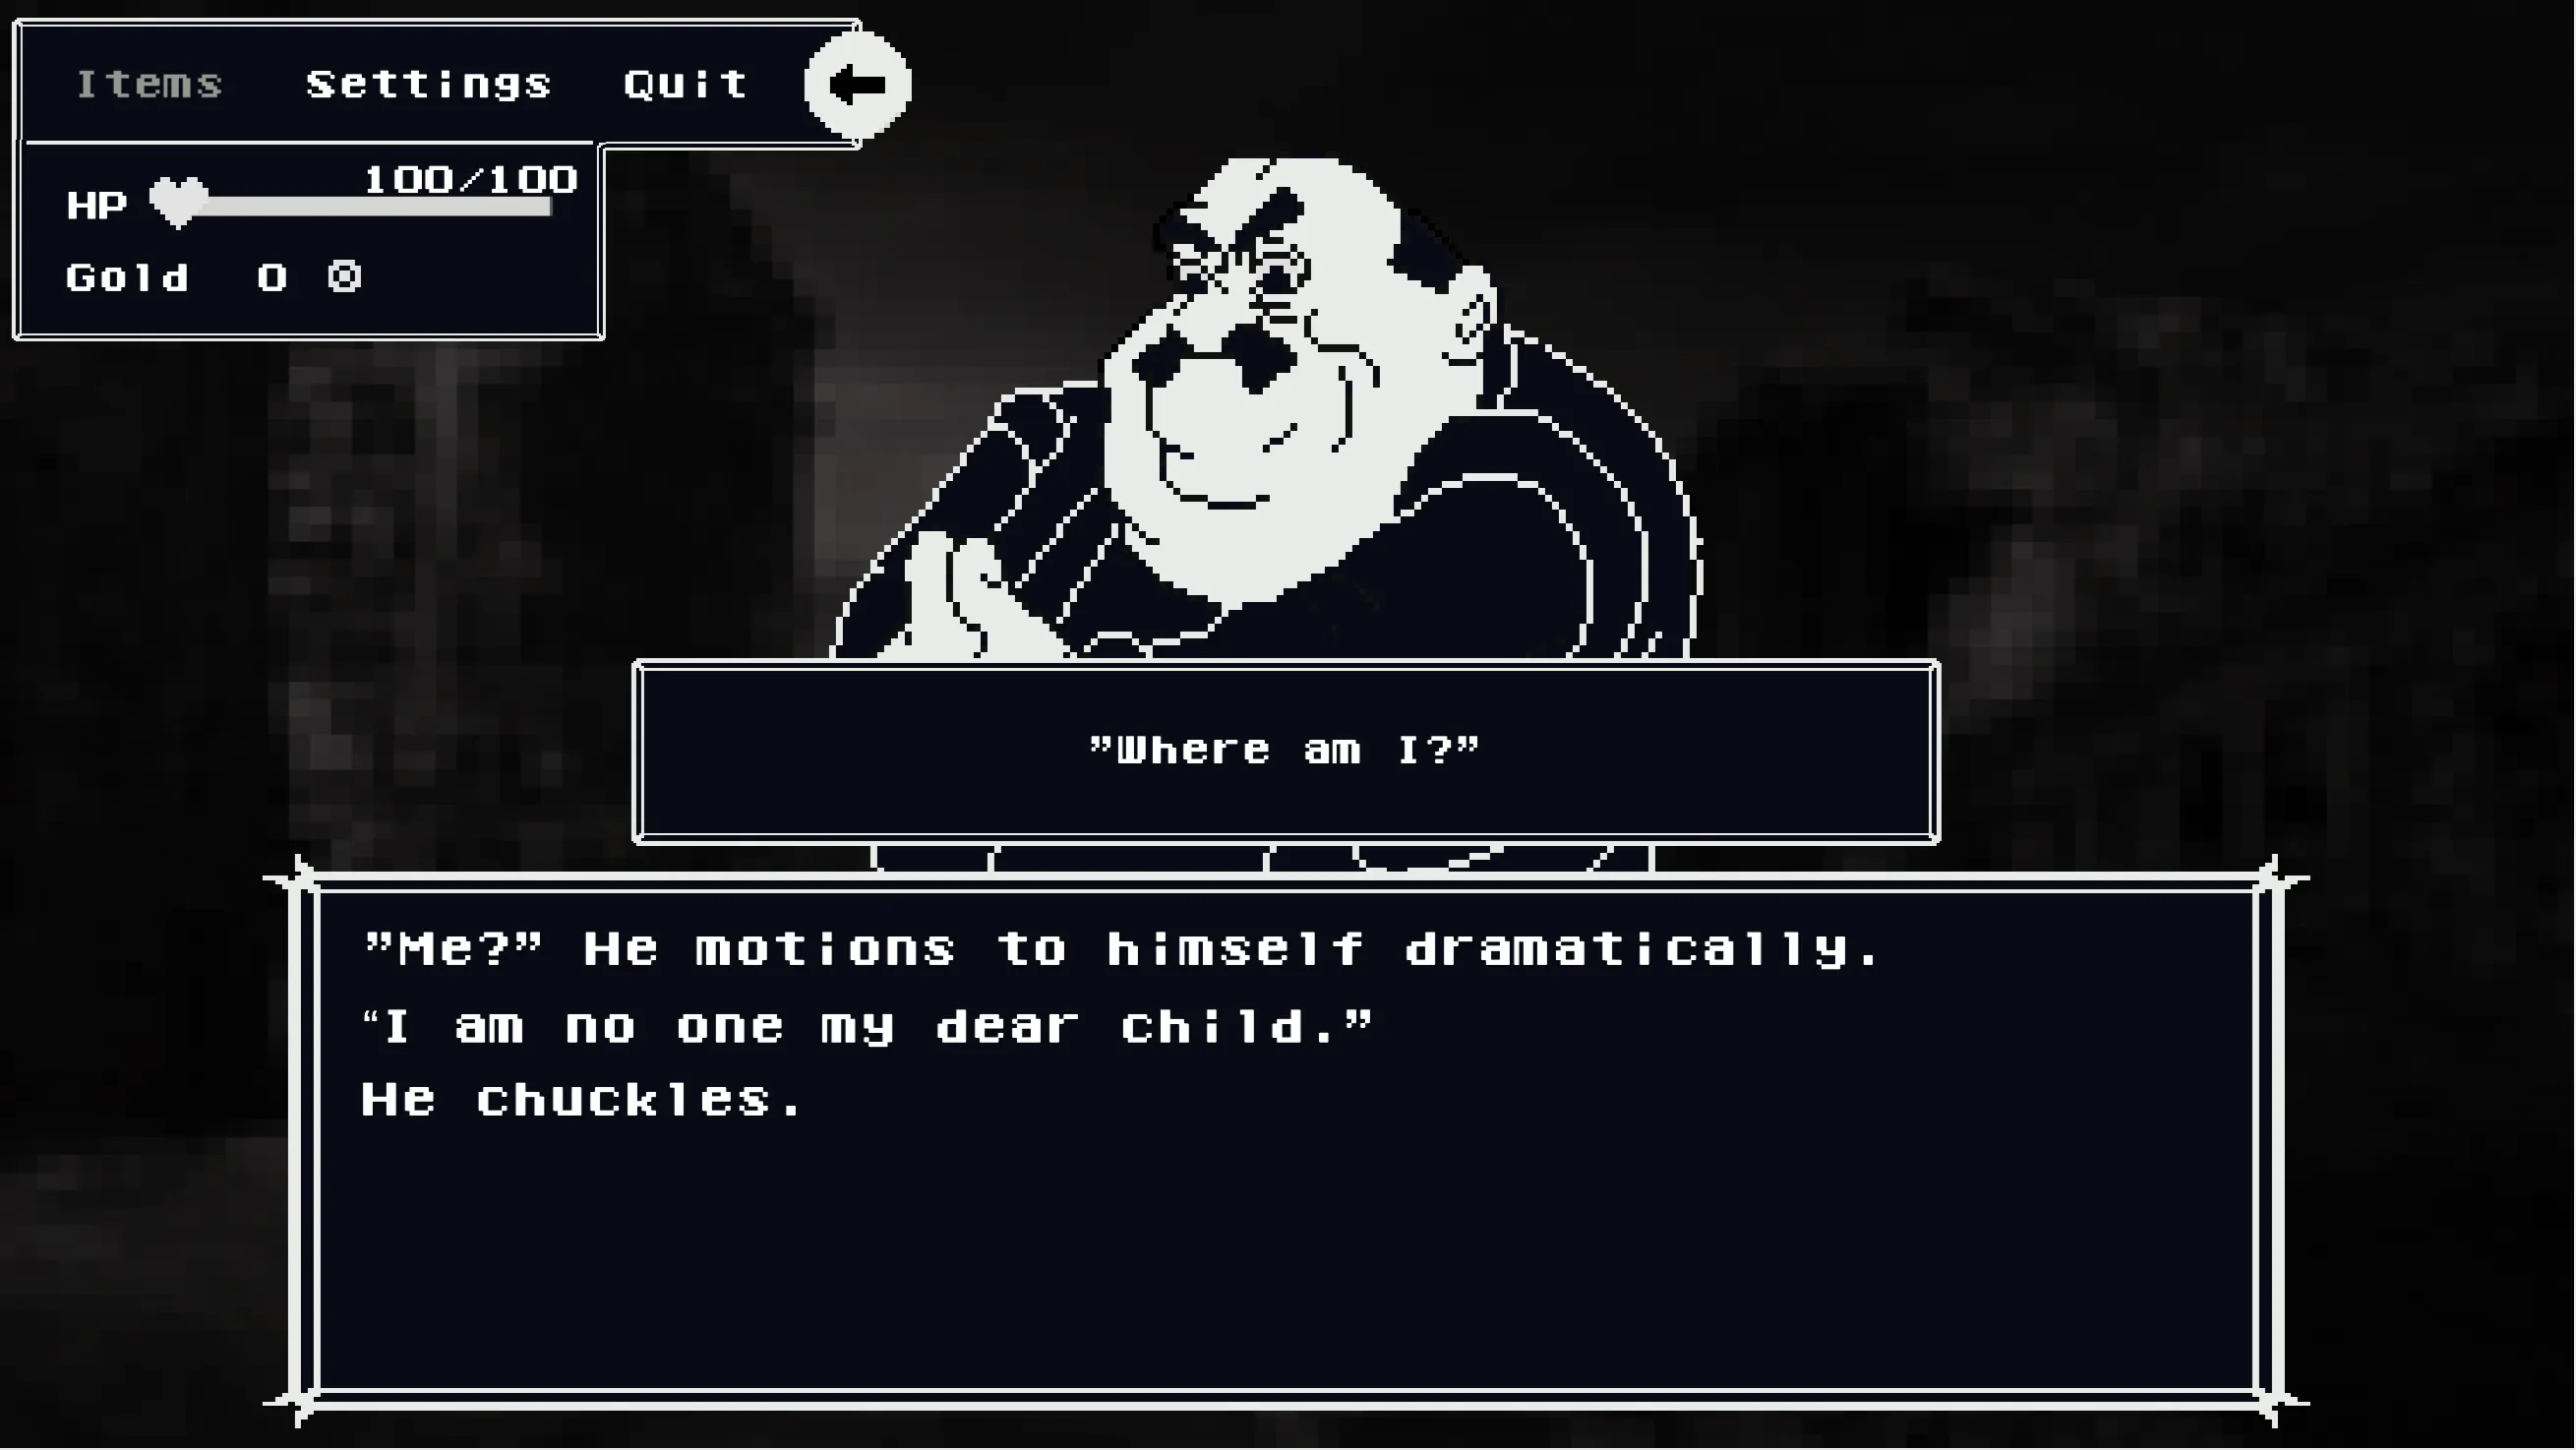 Items Settings Quit
HP 100/100
Gold 0
”Where am I?”
”Me?” He motions to himself dramatically.
“I am no one my dear child.”
He chuckles.